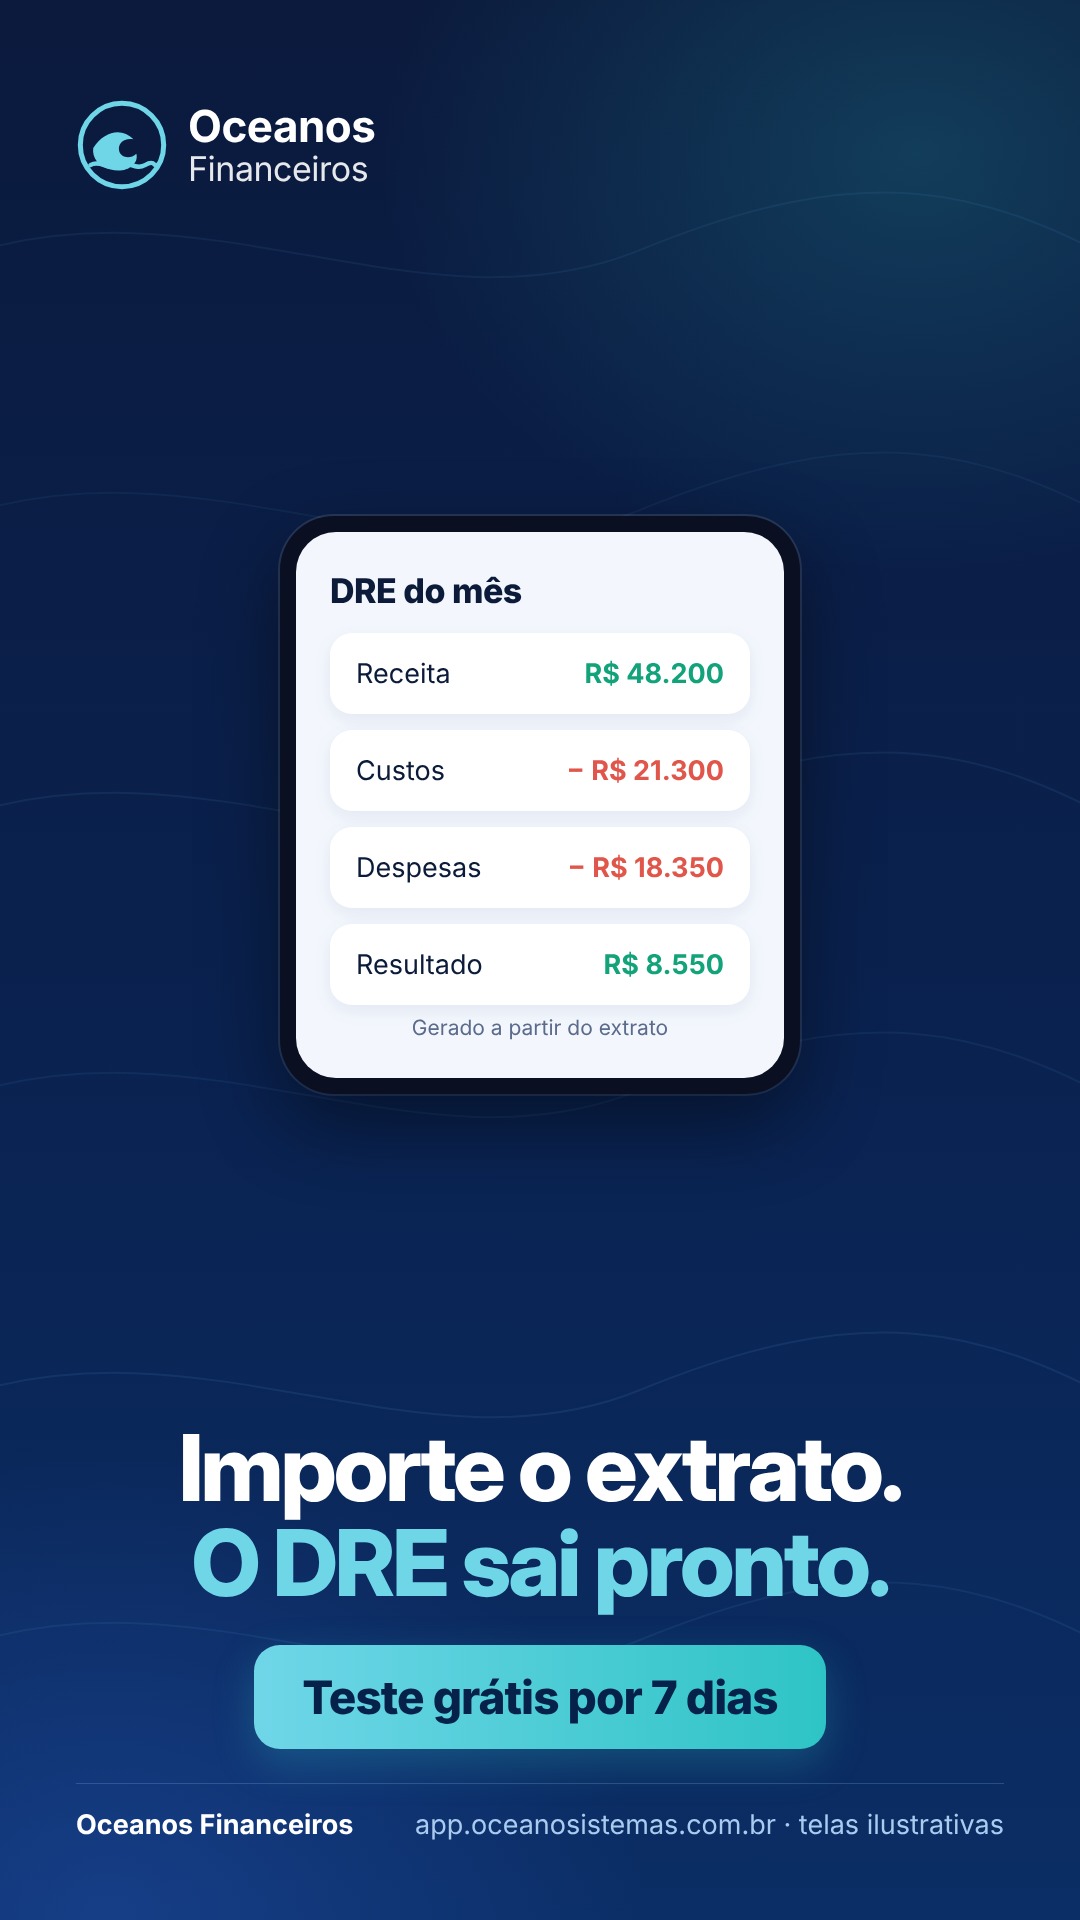 Oceanos
Financeiros
DRE do mês
Receita R$ 48.200
Custos − R$ 21.300
Despesas − R$ 18.350
Resultado R$ 8.550
Gerado a partir do extrato
Importe o extrato.
O DRE sai pronto.
Teste grátis por 7 dias
Oceanos Financeiros app.oceanosistemas.com.br · telas ilustrativas